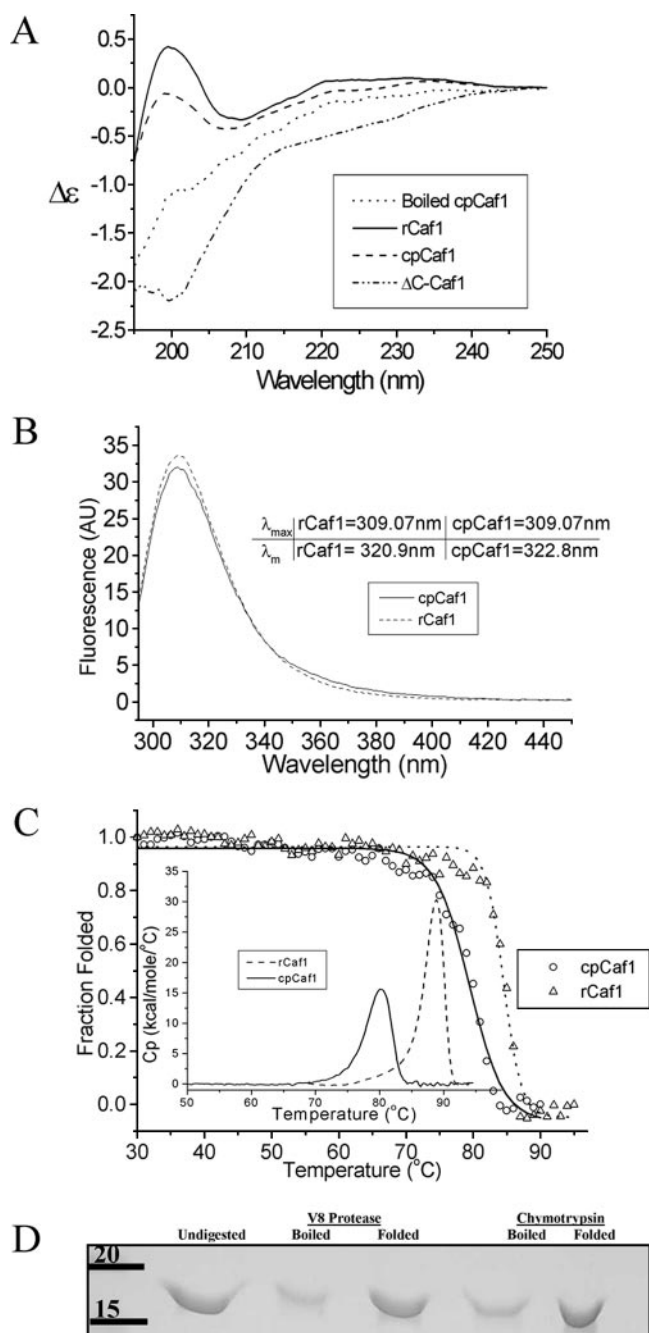 A
0.5
0.0
-0.5
-1.0
-1.5
-2.0
-2.5
Δε
Boiled cpCaf1
rCaf1
cpCaf1
ΔC-Caf1
200 210 220 230 240 250
Wavelength (nm)
B
35
30
25
20
15
10
5
0
Fluorescence (AU)
λmax rCaf1=309.07nm cpCaf1=309.07nm
λm rCaf1= 320.9nm cpCaf1=322.8nm
cpCaf1
rCaf1
300 320 340 360 380 400 420 440
Wavelength (nm)
C
1.0
0.8
0.6
0.4
0.2
0.0
Fraction Folded
35
30
25
20
15
10
5
0
Cp (kcal/mole/°C)
rCaf1
cpCaf1
50 60 70 80 90
Temperature (°C)
cpCaf1
rCaf1
30 40 50 60 70 80 90
Temperature (°C)
D
V8 Protease Chymotrypsin
Undigested Boiled Folded Boiled Folded
20
15